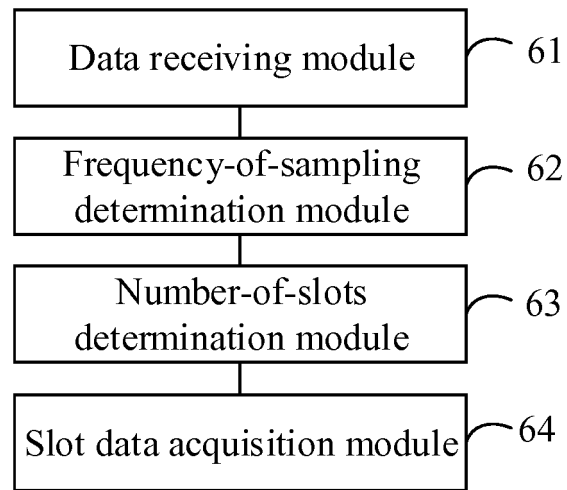 Data receiving module
61
Frequency-of-sampling
determination module
62
Number-of-slots
determination module
63
Slot data acquisition module
64